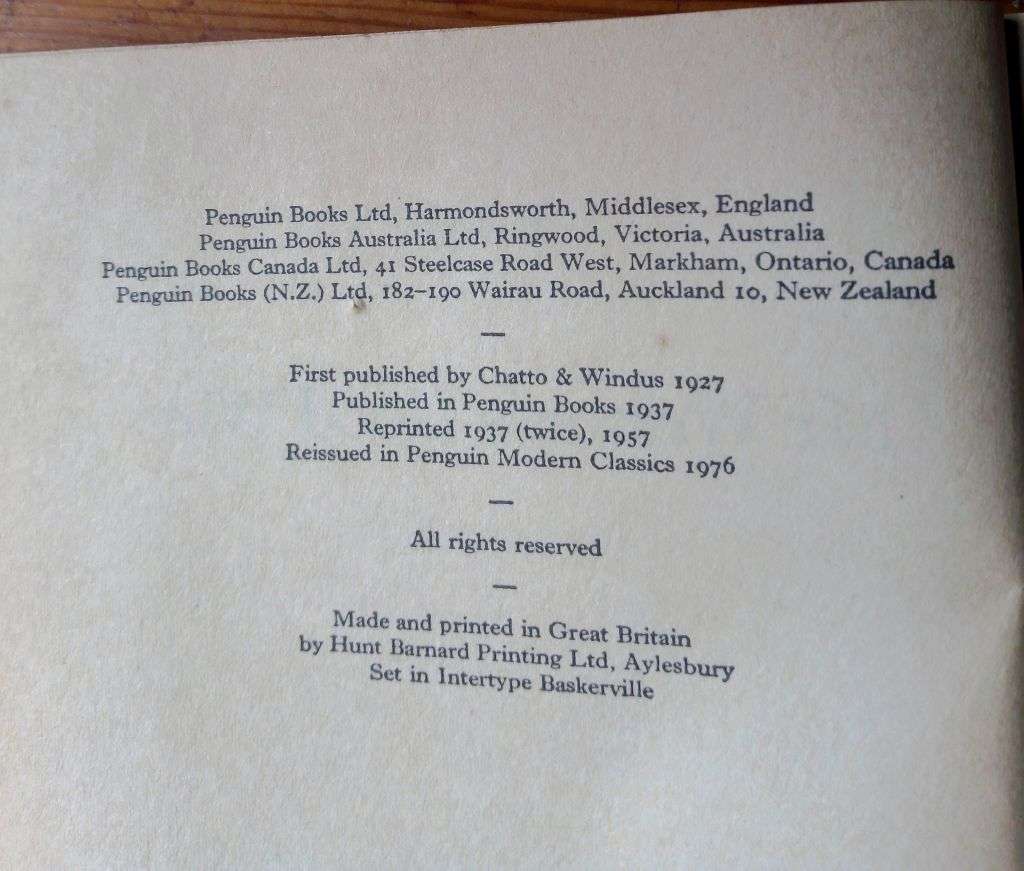 Penguin Books Ltd, Harmondsworth, Middlesex, England
Penguin Books Australia Ltd, Ringwood, Victoria, Australia
Penguin Books Canada Ltd, 41 Steelcase Road West, Markham, Ontario, Canada
Penguin Books (N.Z.) Ltd, 182–190 Wairau Road, Auckland 10, New Zealand
—
First published by Chatto & Windus 1927
Published in Penguin Books 1937
Reprinted 1937 (twice), 1957
Reissued in Penguin Modern Classics 1976
—
All rights reserved
—
Made and printed in Great Britain
by Hunt Barnard Printing Ltd, Aylesbury
Set in Intertype Baskerville